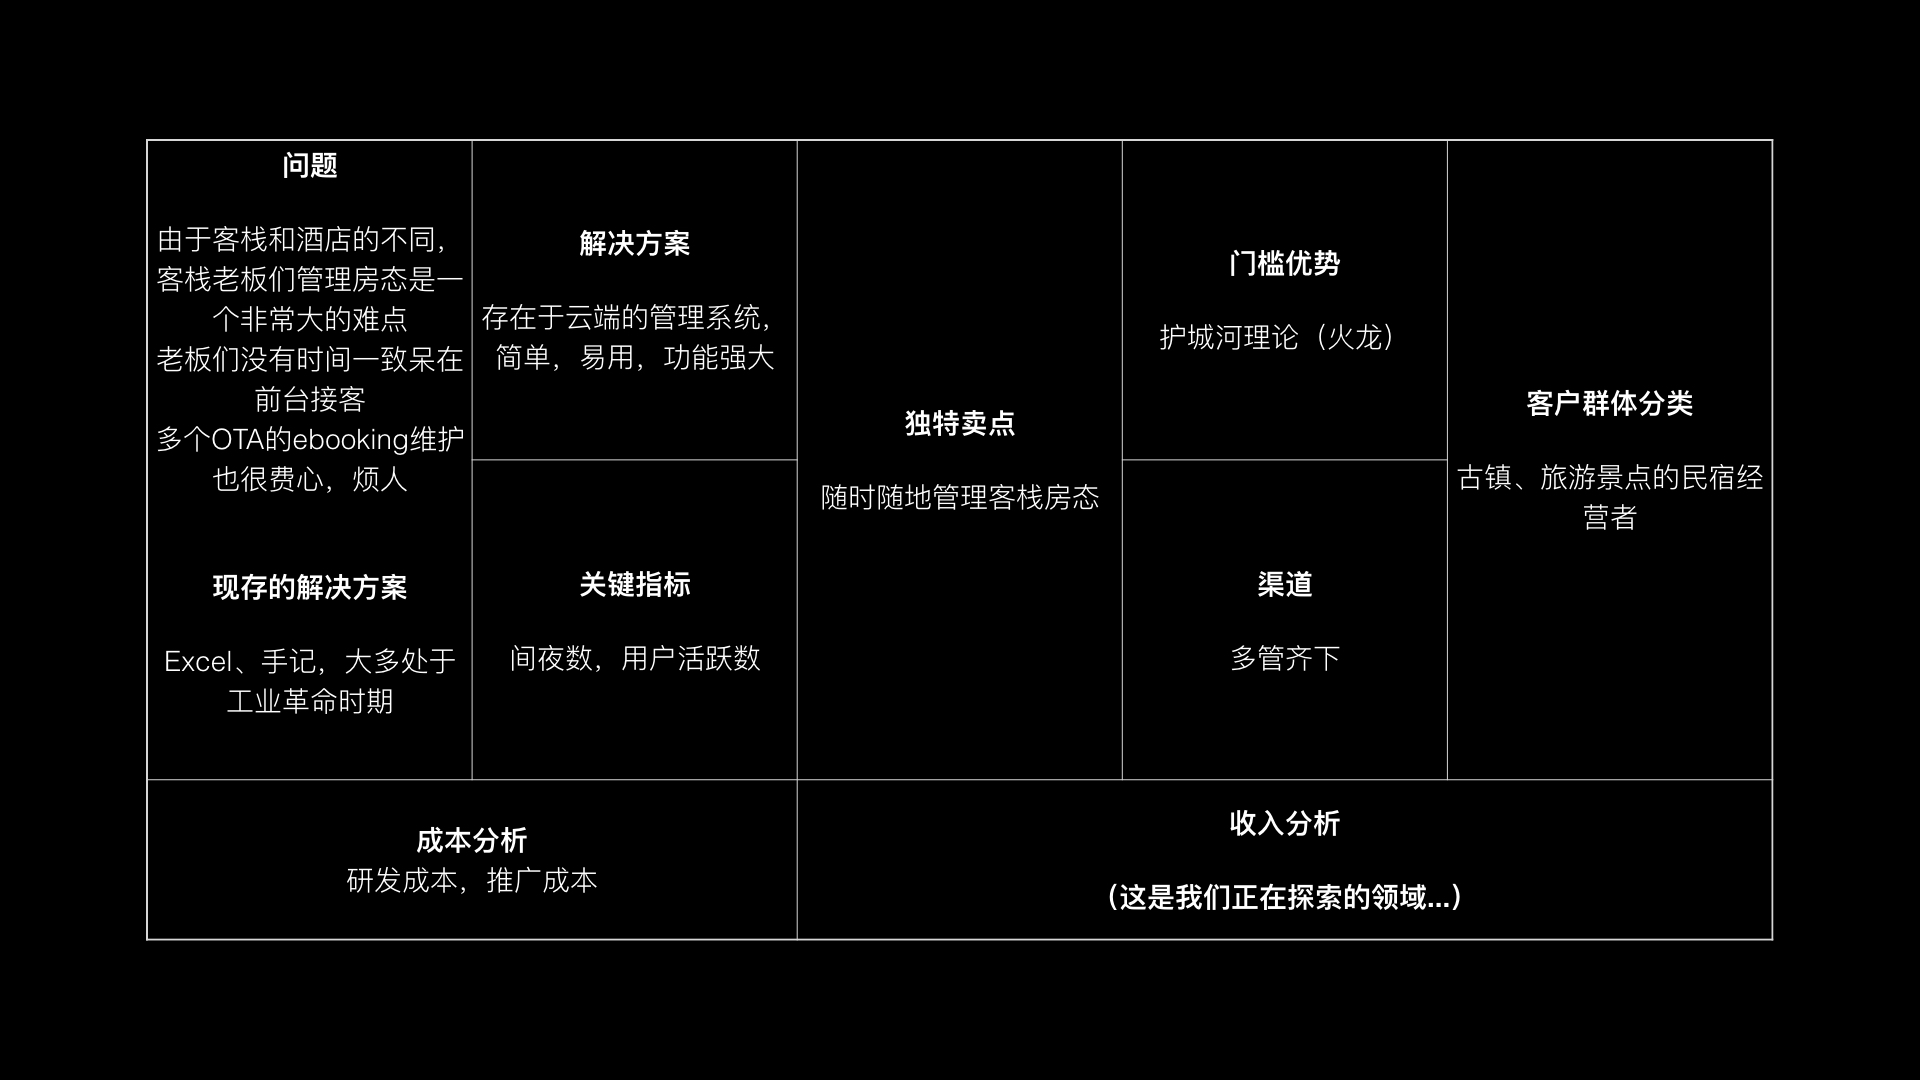 问题
由于客栈和酒店的不同，
客栈老板们管理房态是一
个非常大的难点
老板们没有时间一致呆在
前台接客
多个OTA的ebooking维护
也很费心，烦人
现存的解决方案
Excel、手记，大多处于
工业革命时期
解决方案
存在于云端的管理系统，
简单，易用，功能强大
关键指标
间夜数，用户活跃数
独特卖点
随时随地管理客栈房态
门槛优势
护城河理论（火龙）
渠道
多管齐下
客户群体分类
古镇、旅游景点的民宿经
营者
成本分析
研发成本，推广成本
收入分析
（这是我们正在探索的领域...）